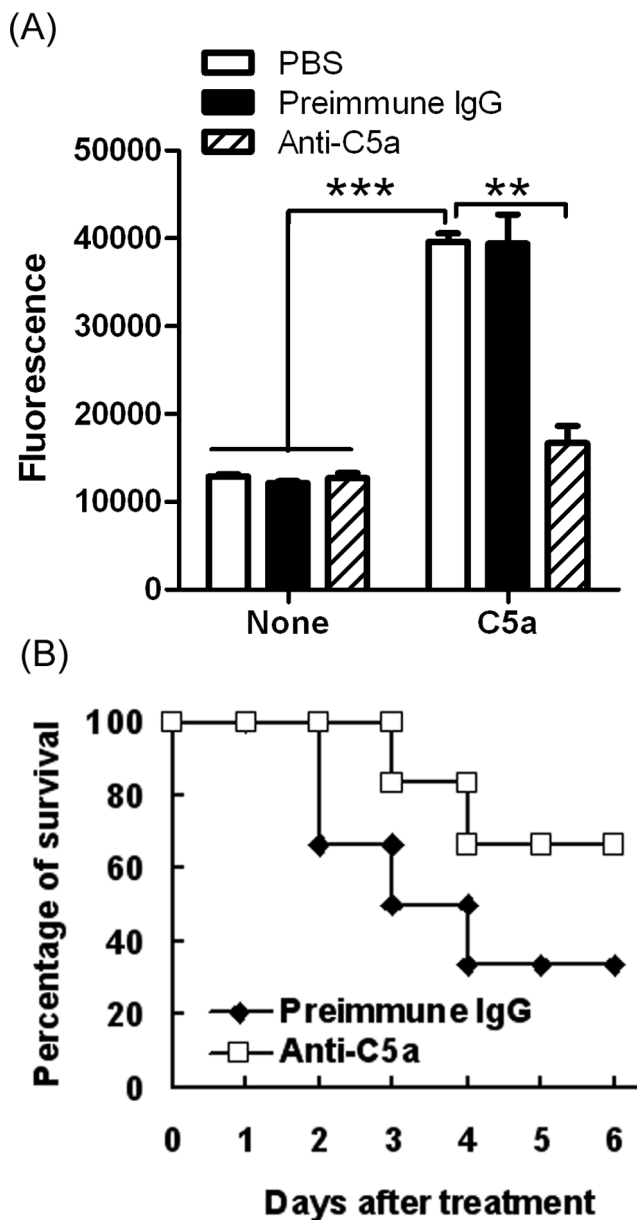 (A)
PBS
Preimmune IgG
Anti-C5a
50000
40000
30000
20000
10000
0
Fluorescence
***
**
None
C5a
(B)
Percentage of survival
100
80
60
40
20
0
Preimmune IgG
Anti-C5a
0 1 2 3 4 5 6
Days after treatment